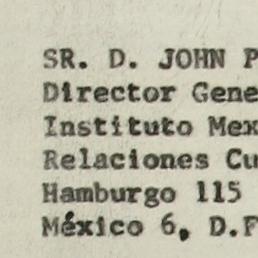 SR. D. JOHN P
Director Gene
Instituto Mex
Relaciones Cu
Hamburgo 115
México 6, D.F